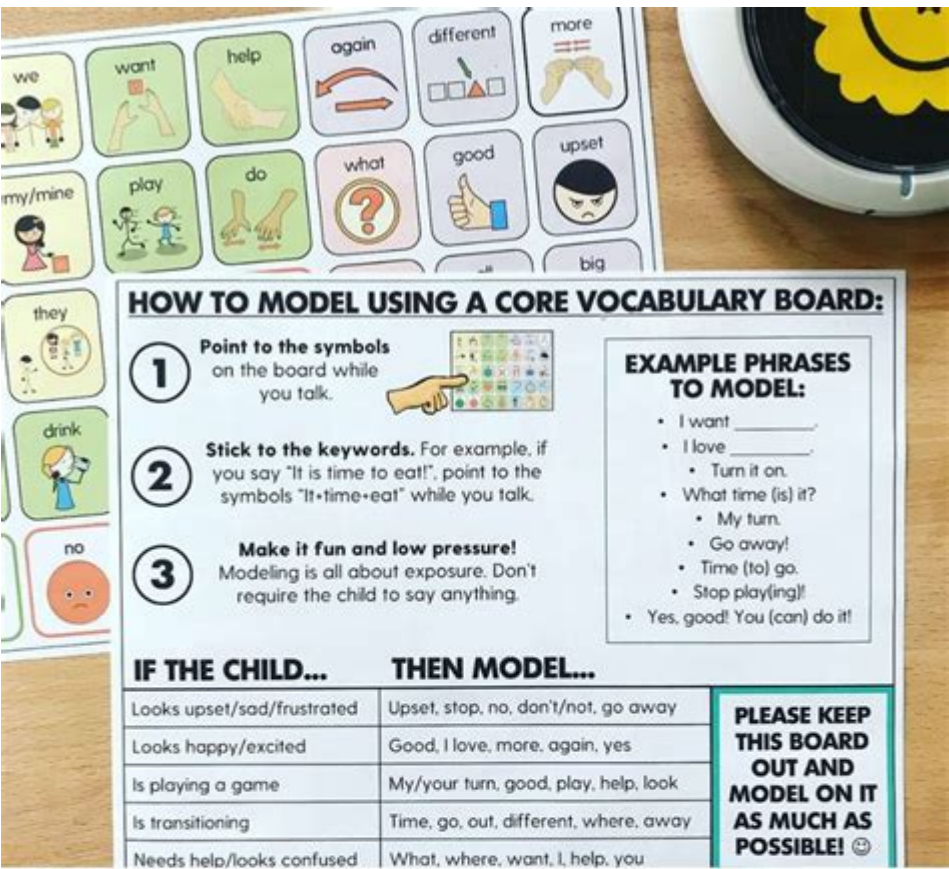 we
want
help
again
different
more
my/mine
play
do
what
good
upset
big
they
drink
no
HOW TO MODEL USING A CORE VOCABULARY BOARD:
1
Point to the symbols
on the board while
you talk.
2
Stick to the keywords. For example, if
you say "It is time to eat!", point to the
symbols "It+time+eat" while you talk.
3
Make it fun and low pressure!
Modeling is all about exposure. Don't
require the child to say anything.
EXAMPLE PHRASES
TO MODEL:
• I want ________.
• I love ________.
• Turn it on.
• What time (is) it?
• My turn.
• Go away!
• Time (to) go.
• Stop play(ing)!
• Yes, good! You (can) do it!
IF THE CHILD... THEN MODEL...
Looks upset/sad/frustrated Upset, stop, no, don't/not, go away
Looks happy/excited Good, I love, more, again, yes
Is playing a game My/your turn, good, play, help, look
Is transitioning Time, go, out, different, where, away
Needs help/looks confused What, where, want, I, help, you
PLEASE KEEP
THIS BOARD
OUT AND
MODEL ON IT
AS MUCH AS
POSSIBLE! ☺